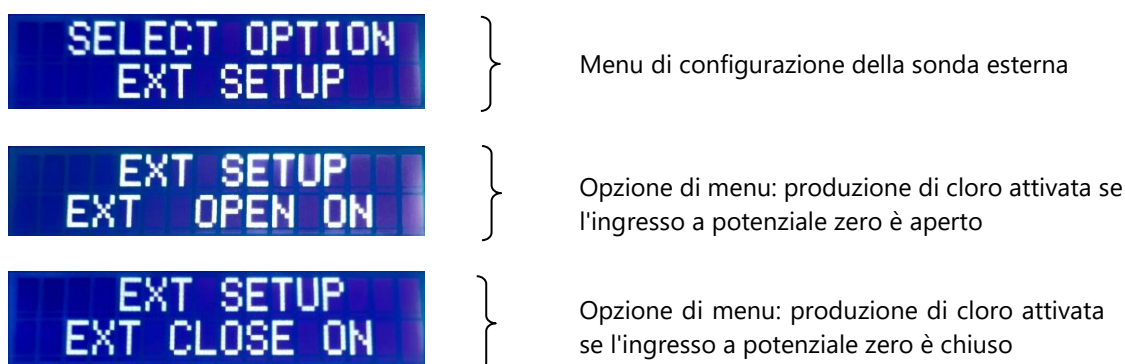 SELECT OPTION
EXT SETUP
Menu di configurazione della sonda esterna
EXT SETUP
EXT OPEN ON
Opzione di menu: produzione di cloro attivata se
l'ingresso a potenziale zero è aperto
EXT SETUP
EXT CLOSE ON
Opzione di menu: produzione di cloro attivata
se l'ingresso a potenziale zero è chiuso